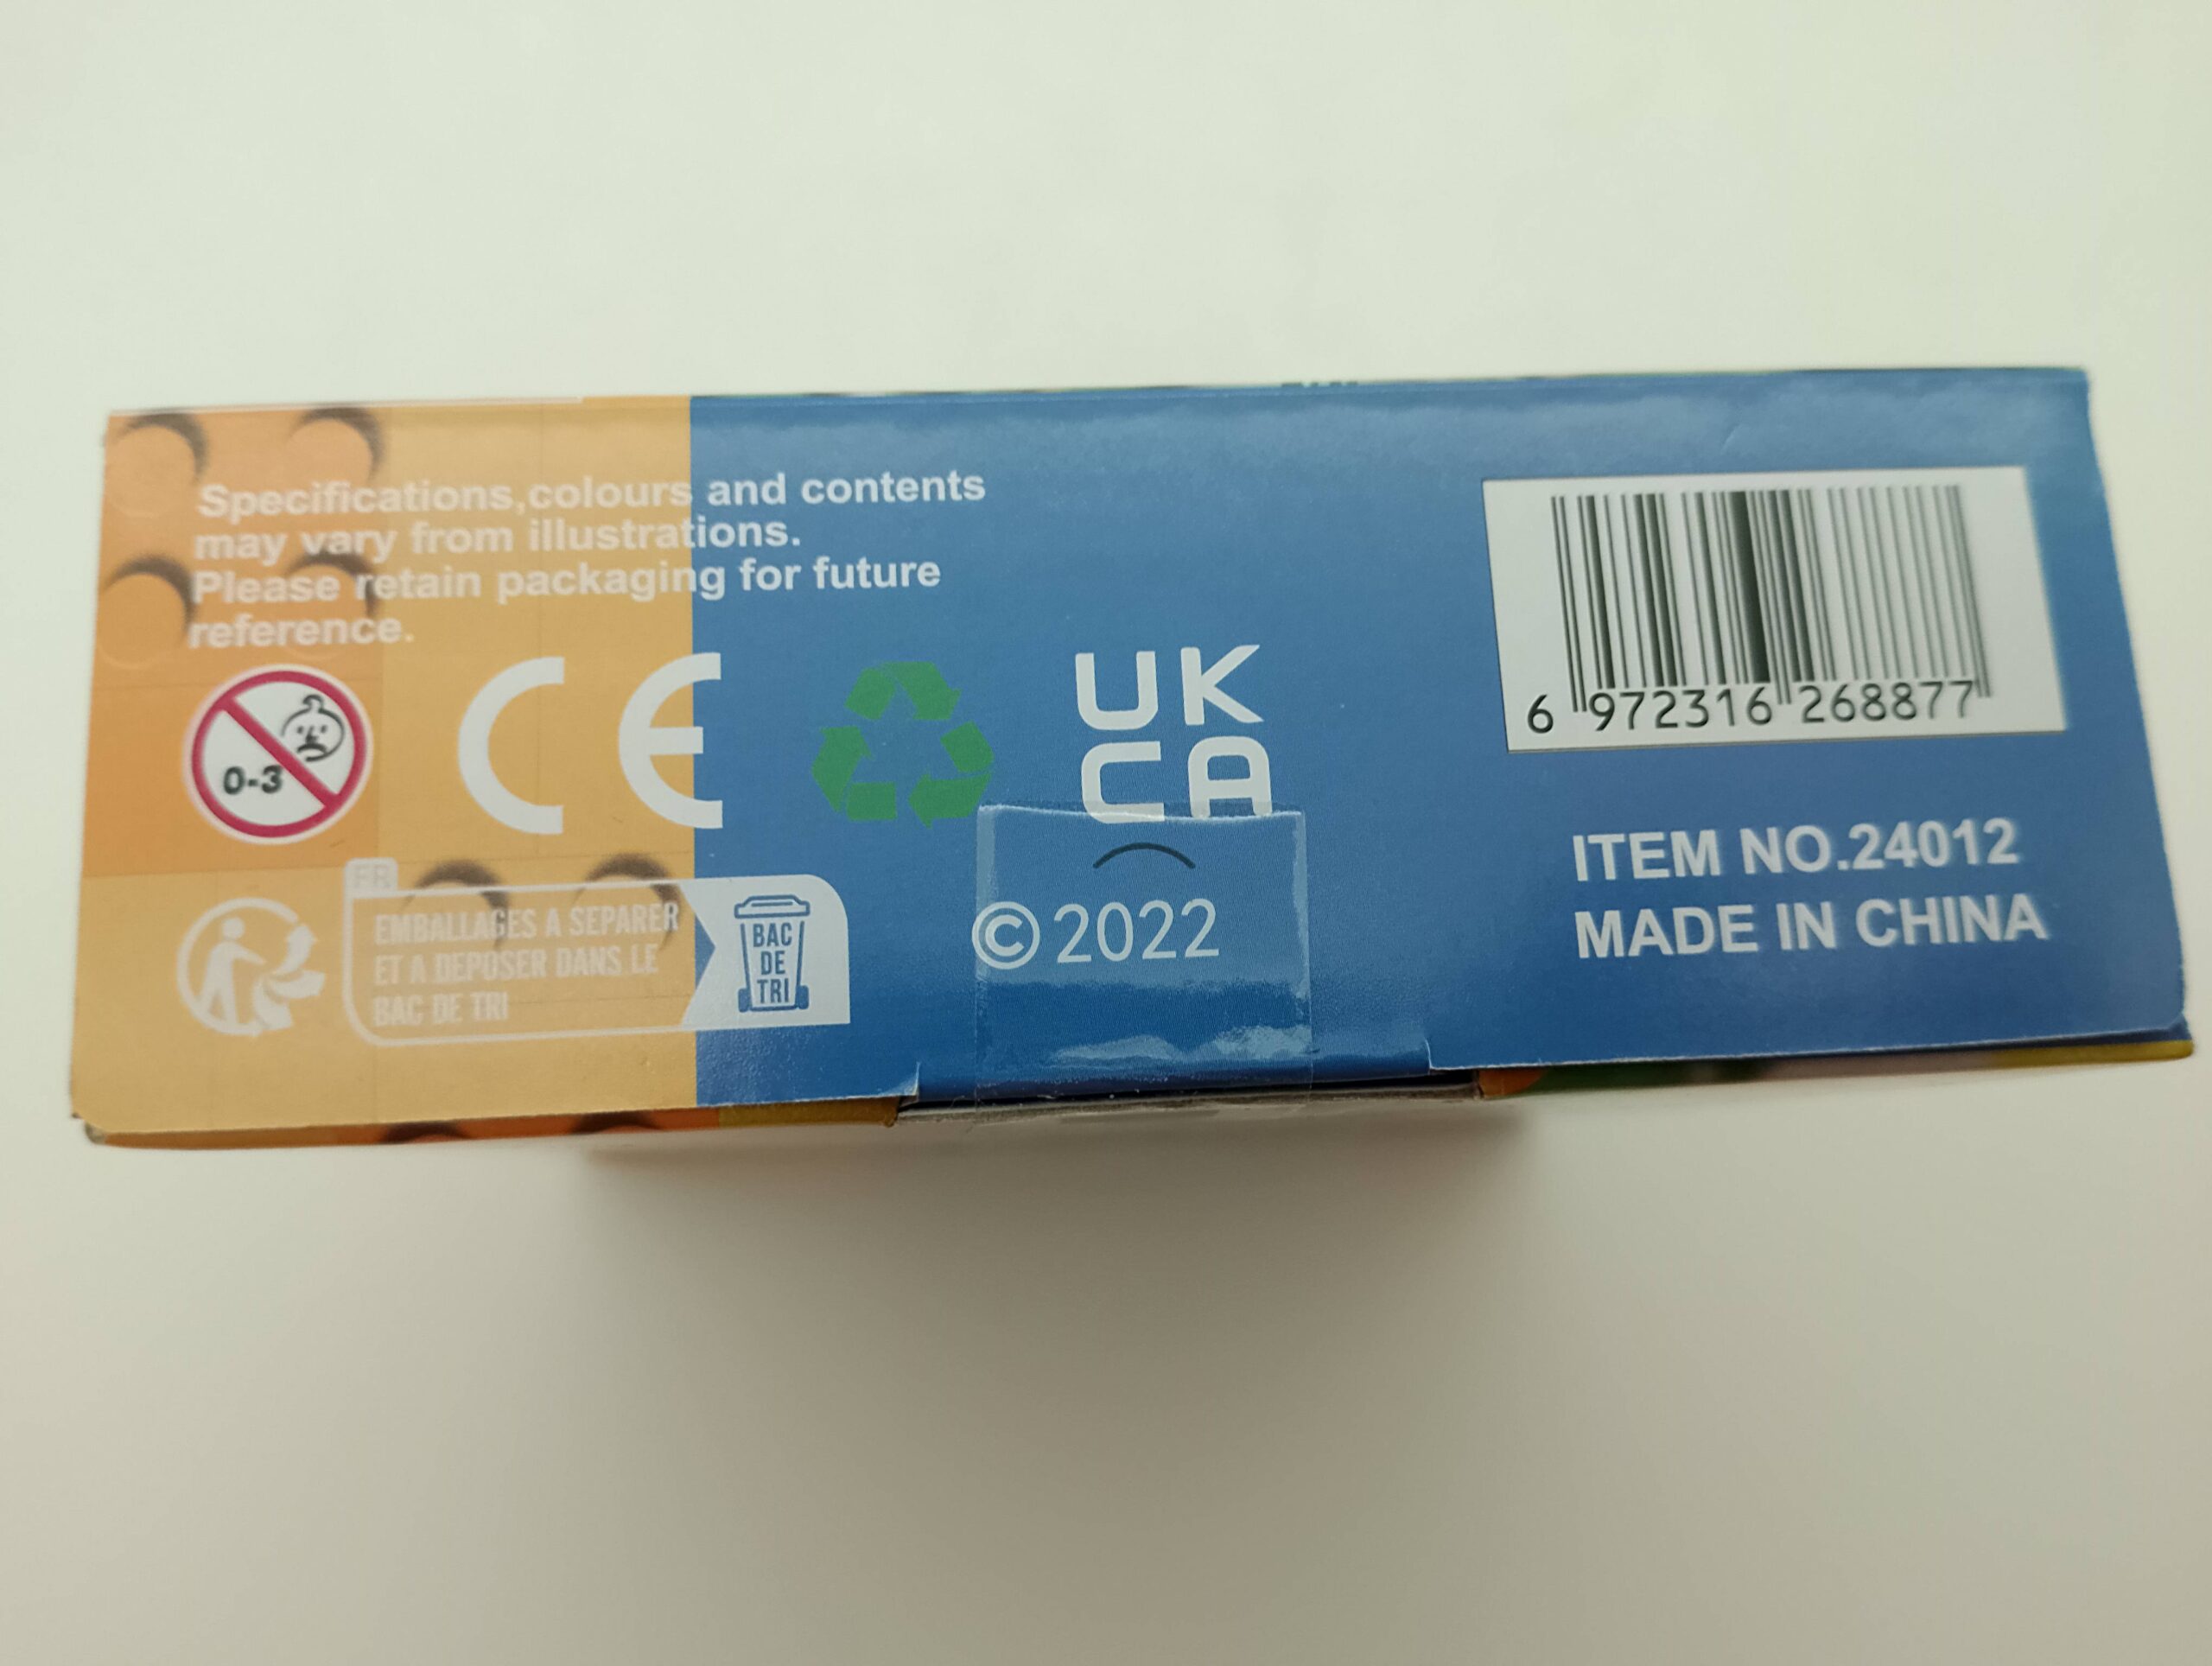 Specifications,colours and contents
may vary from illustrations.
Please retain packaging for future
reference.
0-3
CE
UK
CA
FR
EMBALLAGES A SEPARER
ET A DEPOSER DANS LE
BAC DE TRI
BAC
DE
TRI
©2022
6 972316 268877
ITEM NO.24012
MADE IN CHINA